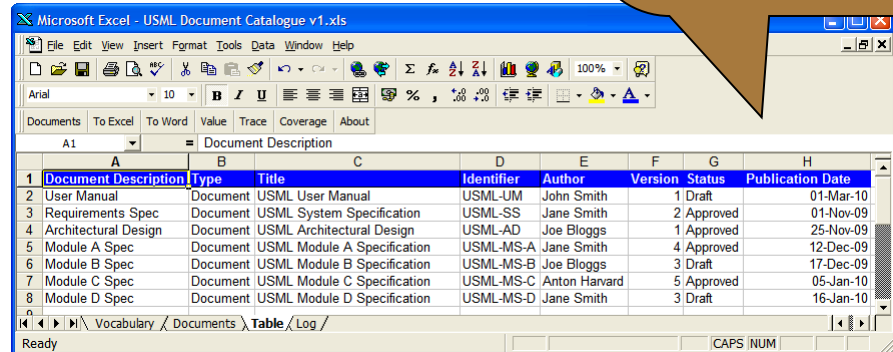 Microsoft Excel - USML Document Catalogue v1.xls
File Edit View Insert Format Tools Data Window Help
100%
Arial 10 B I U % ,
Documents To Excel To Word Value Trace Coverage About
A1 = Document Description
A B C D E F G H
1 Document Description Type Title Identifier Author Version Status Publication Date
2 User Manual Document USML User Manual USML-UM John Smith 1 Draft 01-Mar-10
3 Requirements Spec Document USML System Specification USML-SS Jane Smith 2 Approved 01-Nov-09
4 Architectural Design Document USML Architectural Design USML-AD Joe Bloggs 1 Approved 25-Nov-09
5 Module A Spec Document USML Module A Specification USML-MS-A Jane Smith 4 Approved 12-Dec-09
6 Module B Spec Document USML Module B Specification USML-MS-B Joe Bloggs 3 Draft 17-Dec-09
7 Module C Spec Document USML Module C Specification USML-MS-C Anton Harvard 5 Approved 05-Jan-10
8 Module D Spec Document USML Module D Specification USML-MS-D Jane Smith 3 Draft 16-Jan-10
Vocabulary Documents Table Log
Ready CAPS NUM